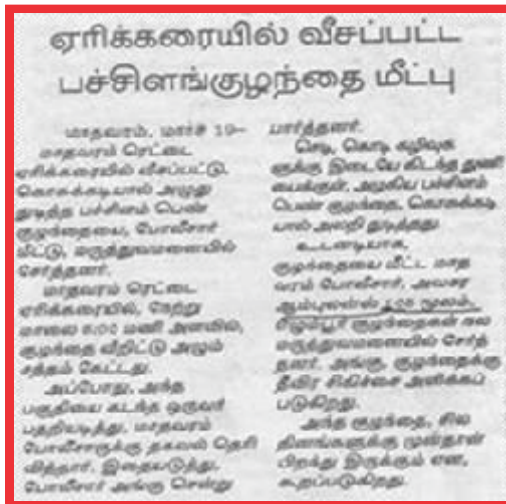 ஏரிக்கரையில் வீசப்பட்ட
பச்சிளங்குழந்தை மீட்பு
மாதவரம், மார்ச் 19–
மாதவரம் ரெட்டை
ஏரிக்கரையில் வீசப்பட்டு,
கொசுக்கடியால் அழுது
துடித்த பச்சிளம் பெண்
குழந்தையை, போலீசார்
மீட்டு, மருத்துவமனையில்
சேர்த்தனர்.
மாதவரம் ரெட்டை
ஏரிக்கரையில், நேற்று
மாலை 6:00 மணி அளவில்,
குழந்தை வீறிட்டு அழும்
சத்தம் கேட்டது.
அப்போது, அந்த
பகுதியை கடந்த ஒருவர்
பதறியடித்து, மாதவரம்
போலீசாருக்கு தகவல் தெரி
வித்தார். இதையடுத்து,
போலீசார் அங்கு சென்று
பார்த்தனர்.
செடி, கொடி கழிவுக
ளுக்கு இடையே கிடந்த துணி
பைக்குள், அழகிய பச்சிளம்
பெண் குழந்தை, கொசுக்கடி
யால் அலறி துடித்தது.
உடனடியாக,
குழந்தையை மீட்ட மாத
வரம் போலீசார், அவசர
ஆம்புலன்ஸ் 108 மூலம்,
எழும்பூர் குழந்தைகள் நல
மருத்துவமனையில் சேர்த்
தனர். அங்கு, குழந்தைக்கு
தீவிர சிகிச்சை அளிக்கப்
படுகிறது.
அந்த குழந்தை, சில
தினங்களுக்கு முன்தான்
பிறந்து இருக்கும் என,
கூறப்படுகிறது.